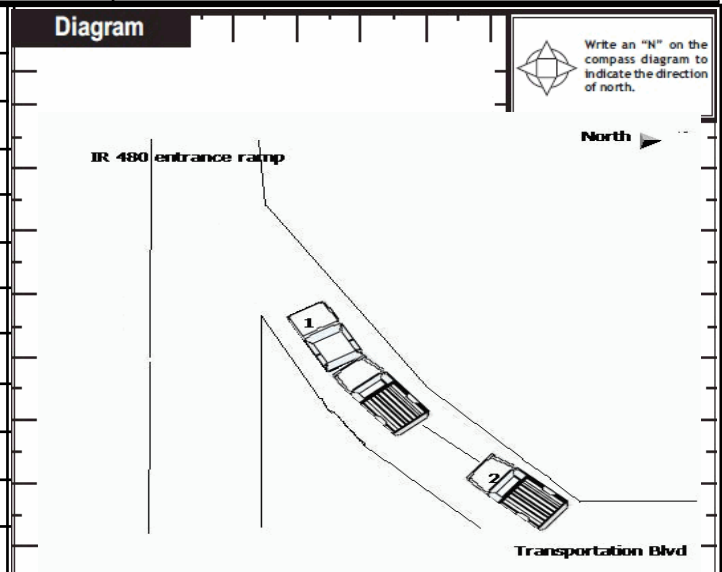 Diagram
Write an “N” on the
compass diagram to
indicate the direction
of north.
North
IR 480 entrance ramp
1
2
Transportation Blvd